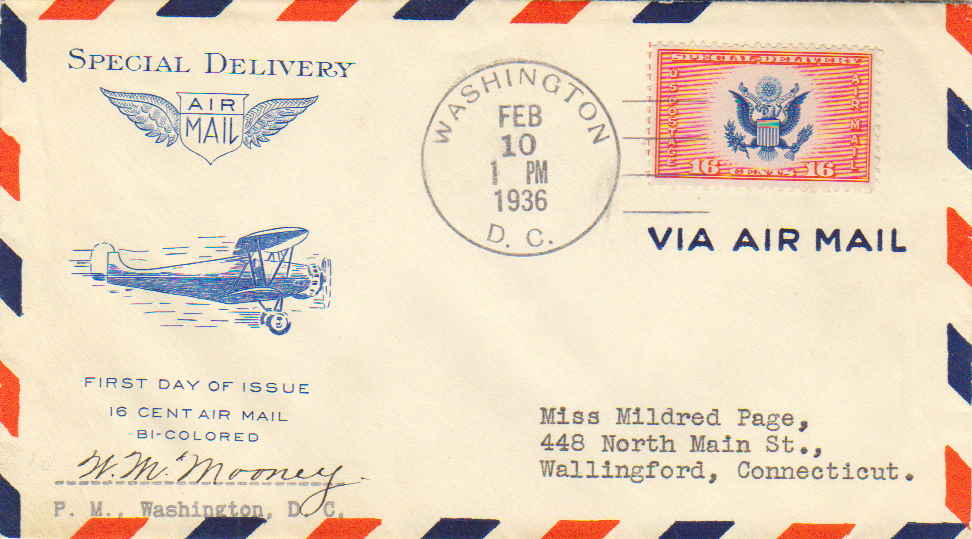 SPECIAL DELIVERY
AIR
MAIL
WASHINGTON
FEB
10
1 PM
1936
D. C.
SPECIAL DELIVERY
U.S. POSTAGE
AIR MAIL
16 CENTS 16
VIA AIR MAIL
FIRST DAY OF ISSUE
16 CENT AIR MAIL
BI-COLORED
W. M. Mooney
P. M., Washington, D. C.
Miss Mildred Page,
448 North Main St.,
Wallingford, Connecticut.